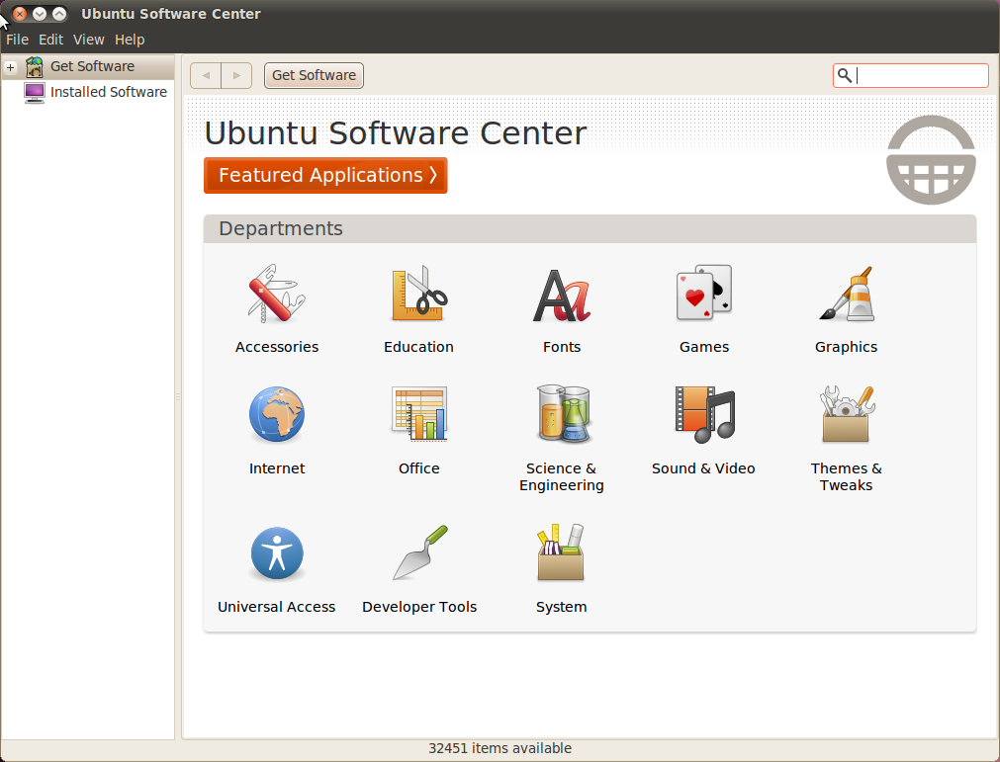 Ubuntu Software Center
File Edit View Help
Get Software
Installed Software
Get Software
Ubuntu Software Center
Featured Applications ❭
Departments
Accessories
Education
Fonts
Games
Graphics
Internet
Office
Science &
Engineering
Sound & Video
Themes &
Tweaks
Universal Access
Developer Tools
System
32451 items available